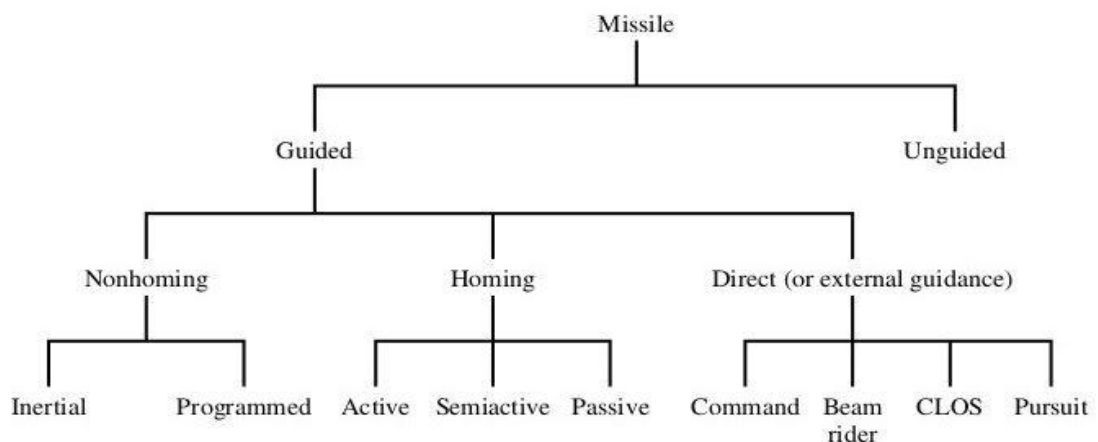 Missile
Guided Unguided
Nonhoming Homing Direct (or external guidance)
Inertial Programmed Active Semiactive Passive Command Beam CLOS Pursuit
rider